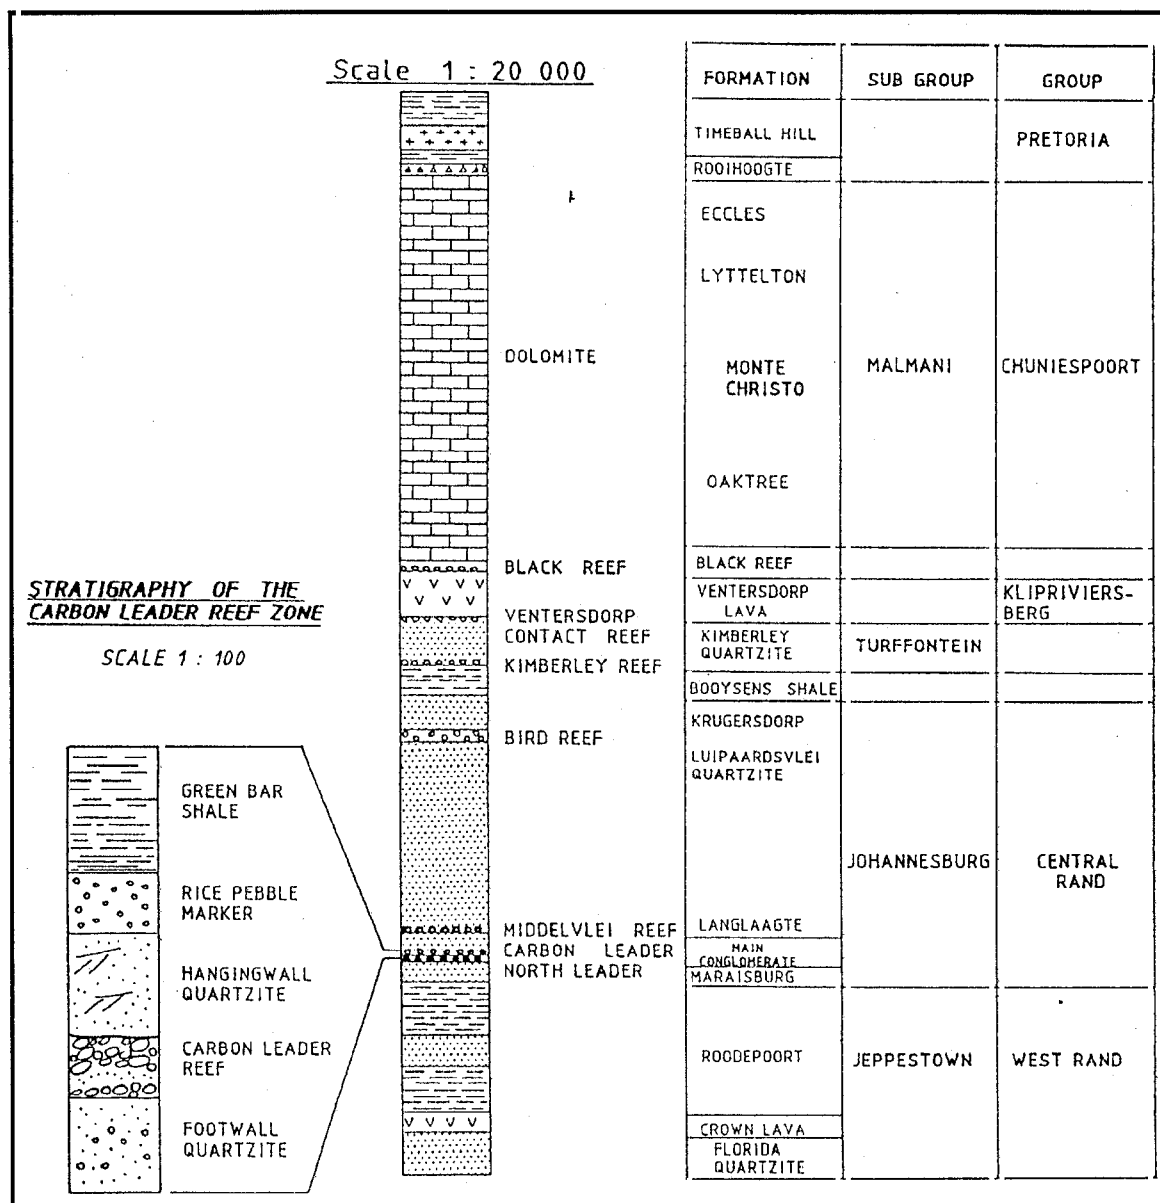 Scale 1 : 20 000
DOLOMITE
BLACK REEF
VENTERSDORP
CONTACT REEF
KIMBERLEY REEF
BIRD REEF
MIDDELVLEI REEF
CARBON LEADER
NORTH LEADER
STRATIGRAPHY OF THE
CARBON LEADER REEF ZONE
SCALE 1 : 100
GREEN BAR
SHALE
RICE PEBBLE
MARKER
HANGINGWALL
QUARTZITE
CARBON LEADER
REEF
FOOTWALL
QUARTZITE
FORMATION SUB GROUP GROUP
TIMEBALL HILL
PRETORIA
ROOIHOOGTE
ECCLES
LYTTELTON
MONTE
CHRISTO
MALMANI
CHUNIESPOORT
OAKTREE
BLACK REEF
VENTERSDORP
LAVA
KLIPRIVIERS-
BERG
KIMBERLEY
QUARTZITE
TURFFONTEIN
BOOYSENS SHALE
KRUGERSDORP
LUIPAARDSVLEI
QUARTZITE
JOHANNESBURG
CENTRAL
RAND
LANGLAAGTE
MAIN
CONGLOMERATE
MARAISBURG
ROODEPOORT
JEPPESTOWN
WEST RAND
CROWN LAVA
FLORIDA
QUARTZITE